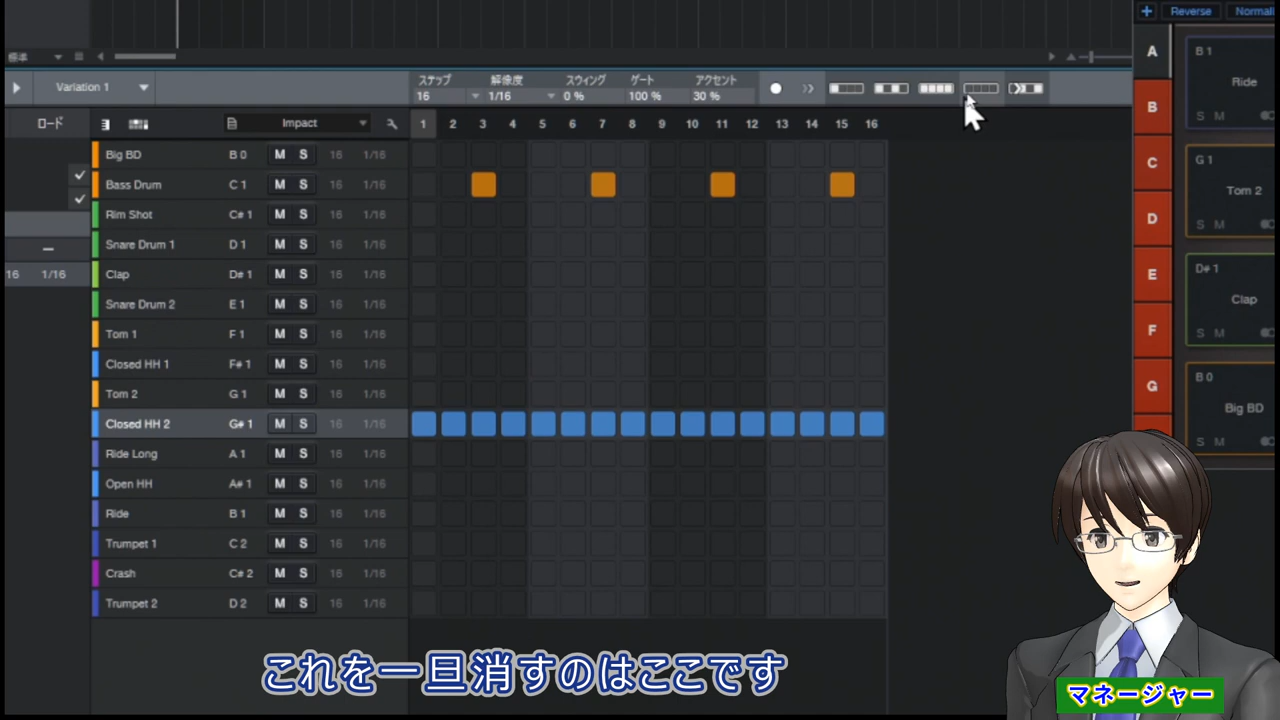 Reverse
Normali
標準
A
B 1
Ride
S M
Variation 1
ステップ 解像度 スウィング ゲート アクセント
16 1/16 0 % 100 % 30 %
B
ロード
Impact
1 2 3 4 5 6 7 8 9 10 11 12 13 14 15 16
Big BD B 0 M S 16 1/16
C
G 1
Tom 2
S M
Bass Drum C 1 M S 16 1/16
Rim Shot C# 1 M S 16 1/16
D
Snare Drum 1 D 1 M S 16 1/16
16 1/16
Clap D# 1 M S 16 1/16
E
D# 1
Clap
S M
Snare Drum 2 E 1 M S 16 1/16
Tom 1 F 1 M S 16 1/16
F
Closed HH 1 F# 1 M S 16 1/16
Tom 2 G 1 M S 16 1/16
G
B 0
Big BD
S M
Closed HH 2 G# 1 M S 16 1/16
Ride Long A 1 M S 16 1/16
Open HH A# 1 M S 16 1/16
Ride B 1 M S 16 1/16
Trumpet 1 C 2 M S 16 1/16
Crash C# 2 M S 16 1/16
Trumpet 2 D 2 M S 16 1/16
これを一旦消すのはここです
マネージャー